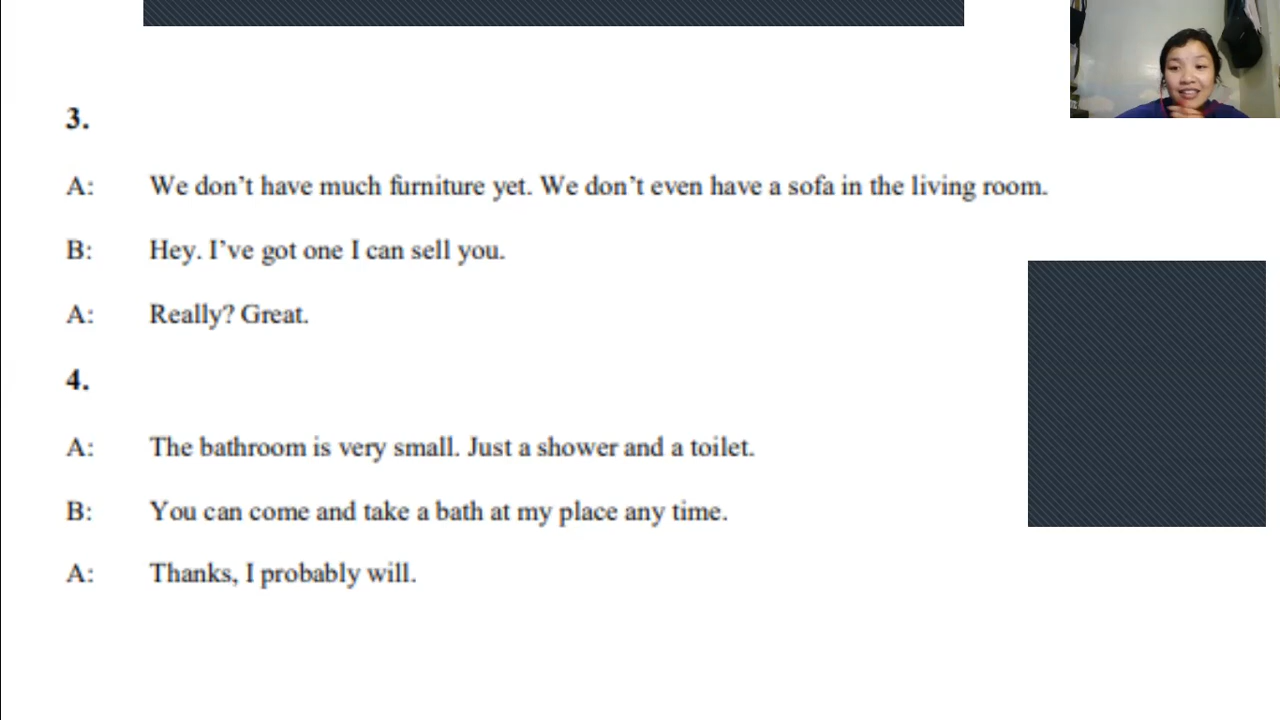 3.
A: We don’t have much furniture yet. We don’t even have a sofa in the living room.
B: Hey. I’ve got one I can sell you.
A: Really? Great.
4.
A: The bathroom is very small. Just a shower and a toilet.
B: You can come and take a bath at my place any time.
A: Thanks, I probably will.